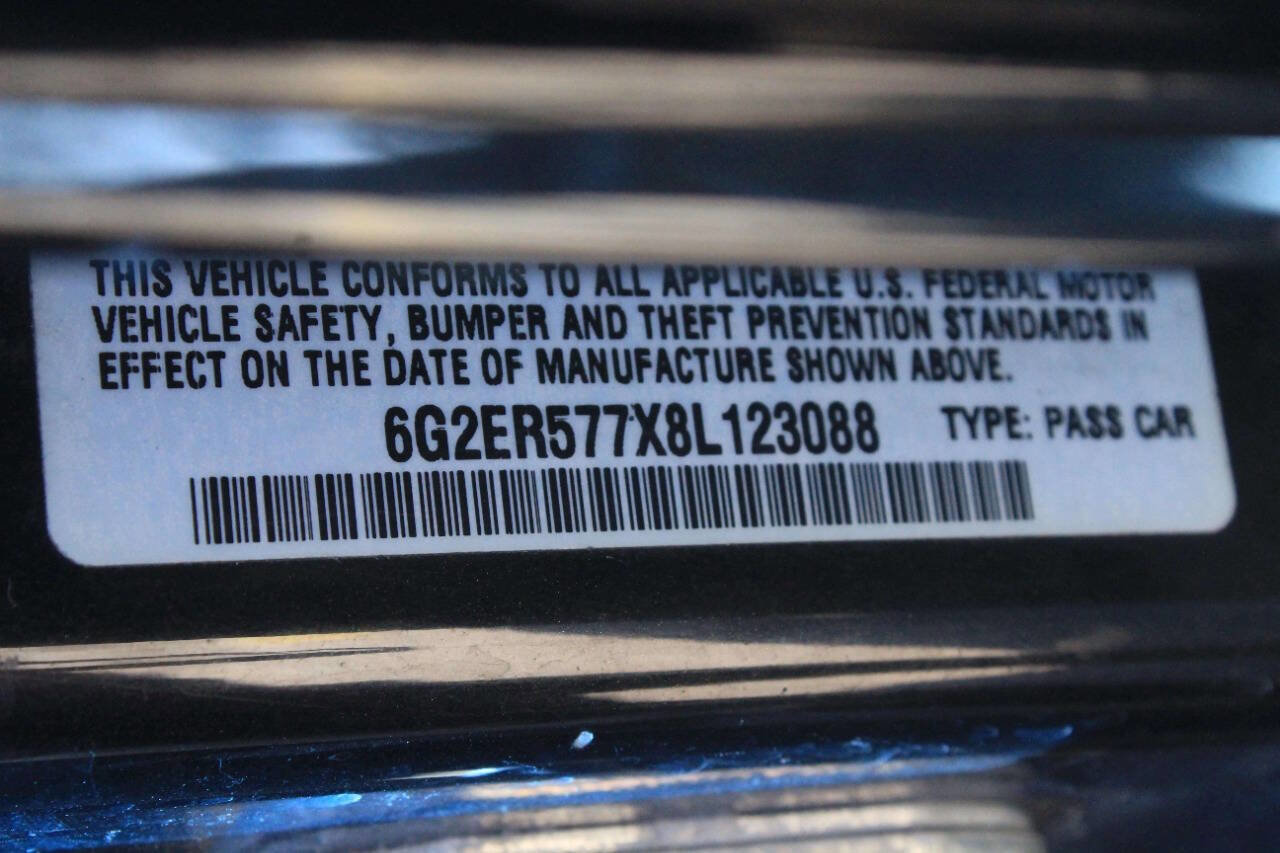 THIS VEHICLE CONFORMS TO ALL APPLICABLE U.S. FEDERAL MOTOR
VEHICLE SAFETY, BUMPER AND THEFT PREVENTION STANDARDS IN
EFFECT ON THE DATE OF MANUFACTURE SHOWN ABOVE.
6G2ER577X8L123088 TYPE: PASS CAR